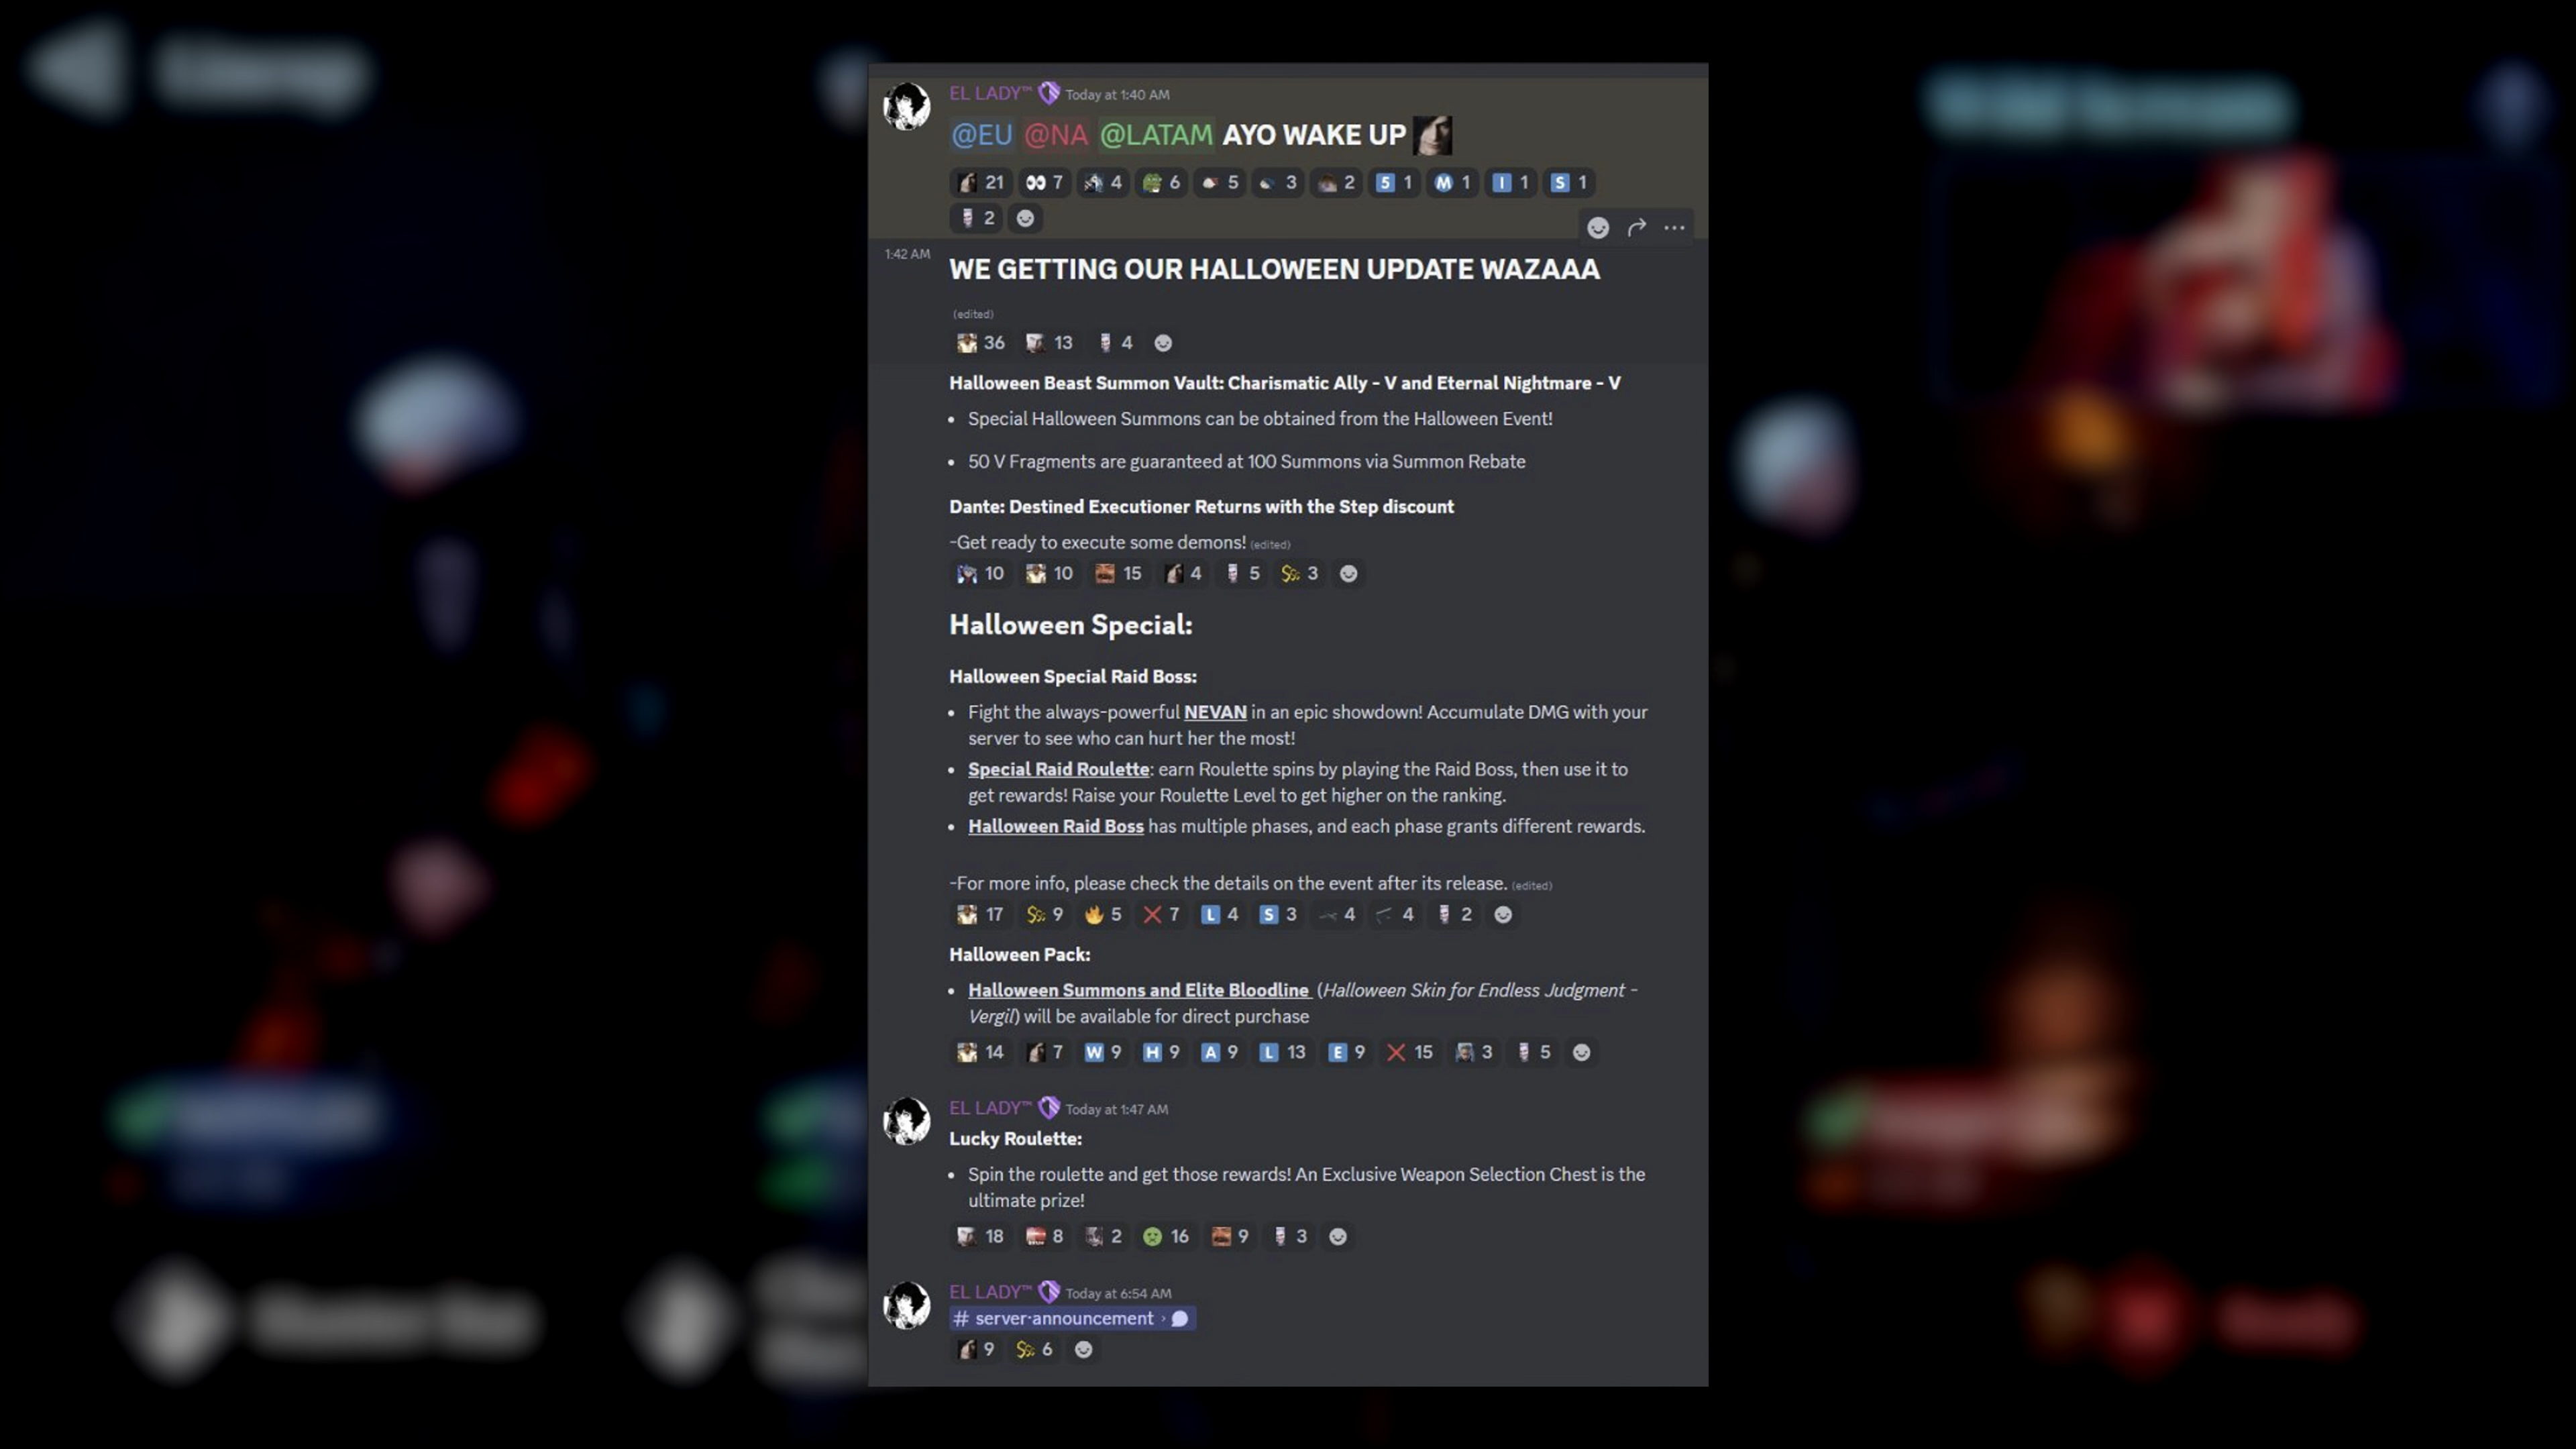 EL LADY™ Today at 1:40 AM
@EU @NA @LATAM AYO WAKE UP
21 7 4 6 5 3 2 5 1 M 1 I 1 S 1
2
1:42 AM
WE GETTING OUR HALLOWEEN UPDATE WAZAAA
(edited)
36 13 4
Halloween Beast Summon Vault: Charismatic Ally - V and Eternal Nightmare - V
• Special Halloween Summons can be obtained from the Halloween Event!
• 50 V Fragments are guaranteed at 100 Summons via Summon Rebate
Dante: Destined Executioner Returns with the Step discount
-Get ready to execute some demons! (edited)
10 10 15 4 5 3
Halloween Special:
Halloween Special Raid Boss:
• Fight the always-powerful NEVAN in an epic showdown! Accumulate DMG with your
server to see who can hurt her the most!
• Special Raid Roulette: earn Roulette spins by playing the Raid Boss, then use it to
get rewards! Raise your Roulette Level to get higher on the ranking.
• Halloween Raid Boss has multiple phases, and each phase grants different rewards.
-For more info, please check the details on the event after its release. (edited)
17 9 5 7 L 4 S 3 4 4 2
Halloween Pack:
• Halloween Summons and Elite Bloodline (Halloween Skin for Endless Judgment -
Vergil) will be available for direct purchase
14 7 W 9 H 9 A 9 L 13 E 9 15 3 5
EL LADY™ Today at 1:47 AM
Lucky Roulette:
• Spin the roulette and get those rewards! An Exclusive Weapon Selection Chest is the
ultimate prize!
18 8 2 16 9 3
EL LADY™ Today at 6:54 AM
# server-announcement ›
9 6